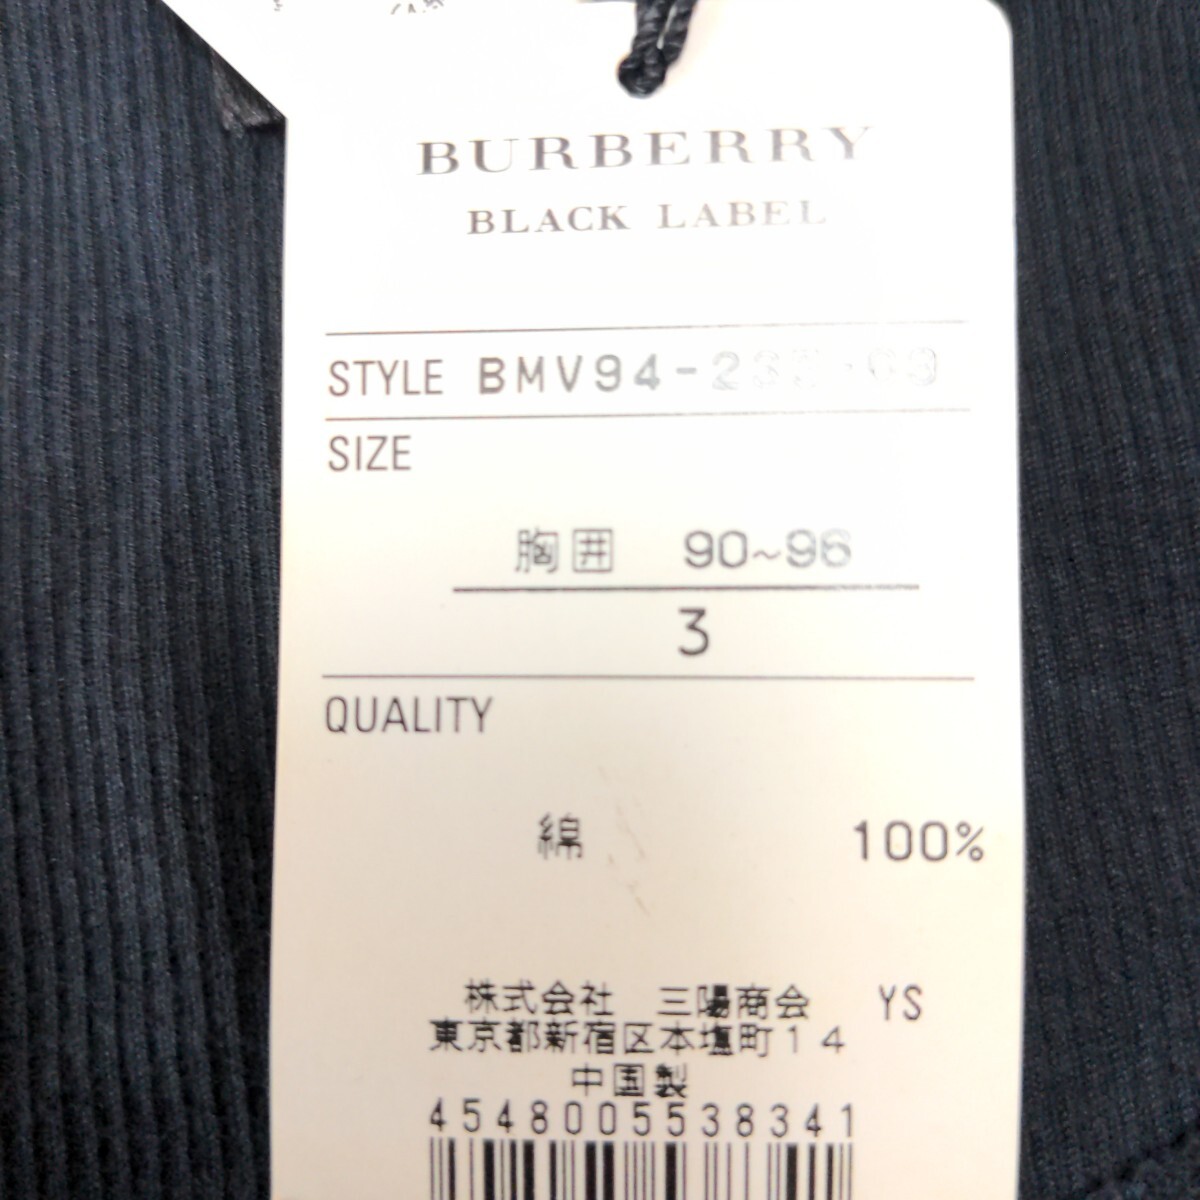 BURBERRY
BLACK LABEL
STYLE BMV94-
SIZE
胸囲 90~96
3
QUALITY
綿 100%
株式会社 三陽商会 YS
東京都新宿区本塩町14
中国製
4548005538341